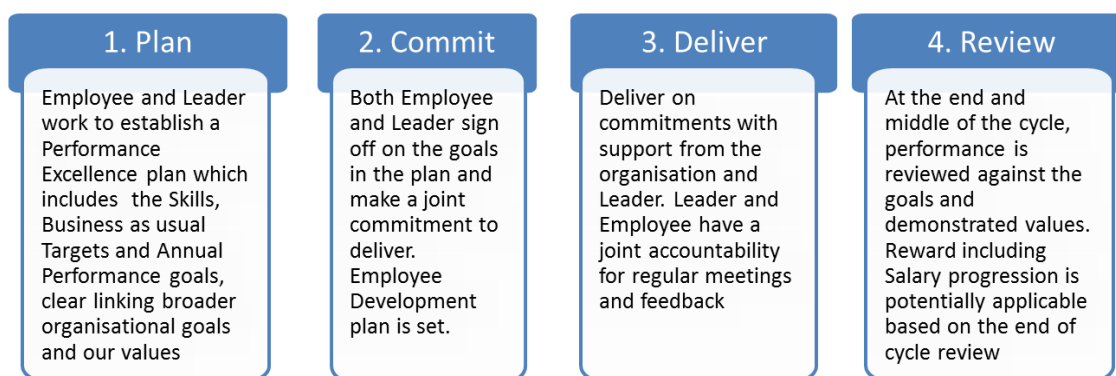 1. Plan
Employee and Leader
work to establish a
Performance
Excellence plan which
includes the Skills,
Business as usual
Targets and Annual
Performance goals,
clear linking broader
organisational goals
and our values
2. Commit
Both Employee
and Leader sign
off on the goals
in the plan and
make a joint
commitment to
deliver.
Employee
Development
plan is set.
3. Deliver
Deliver on
commitments with
support from the
organisation and
Leader. Leader and
Employee have a
joint accountability
for regular meetings
and feedback
4. Review
At the end and
middle of the cycle,
performance is
reviewed against the
goals and
demonstrated values.
Reward including
Salary progression is
potentially applicable
based on the end of
cycle review